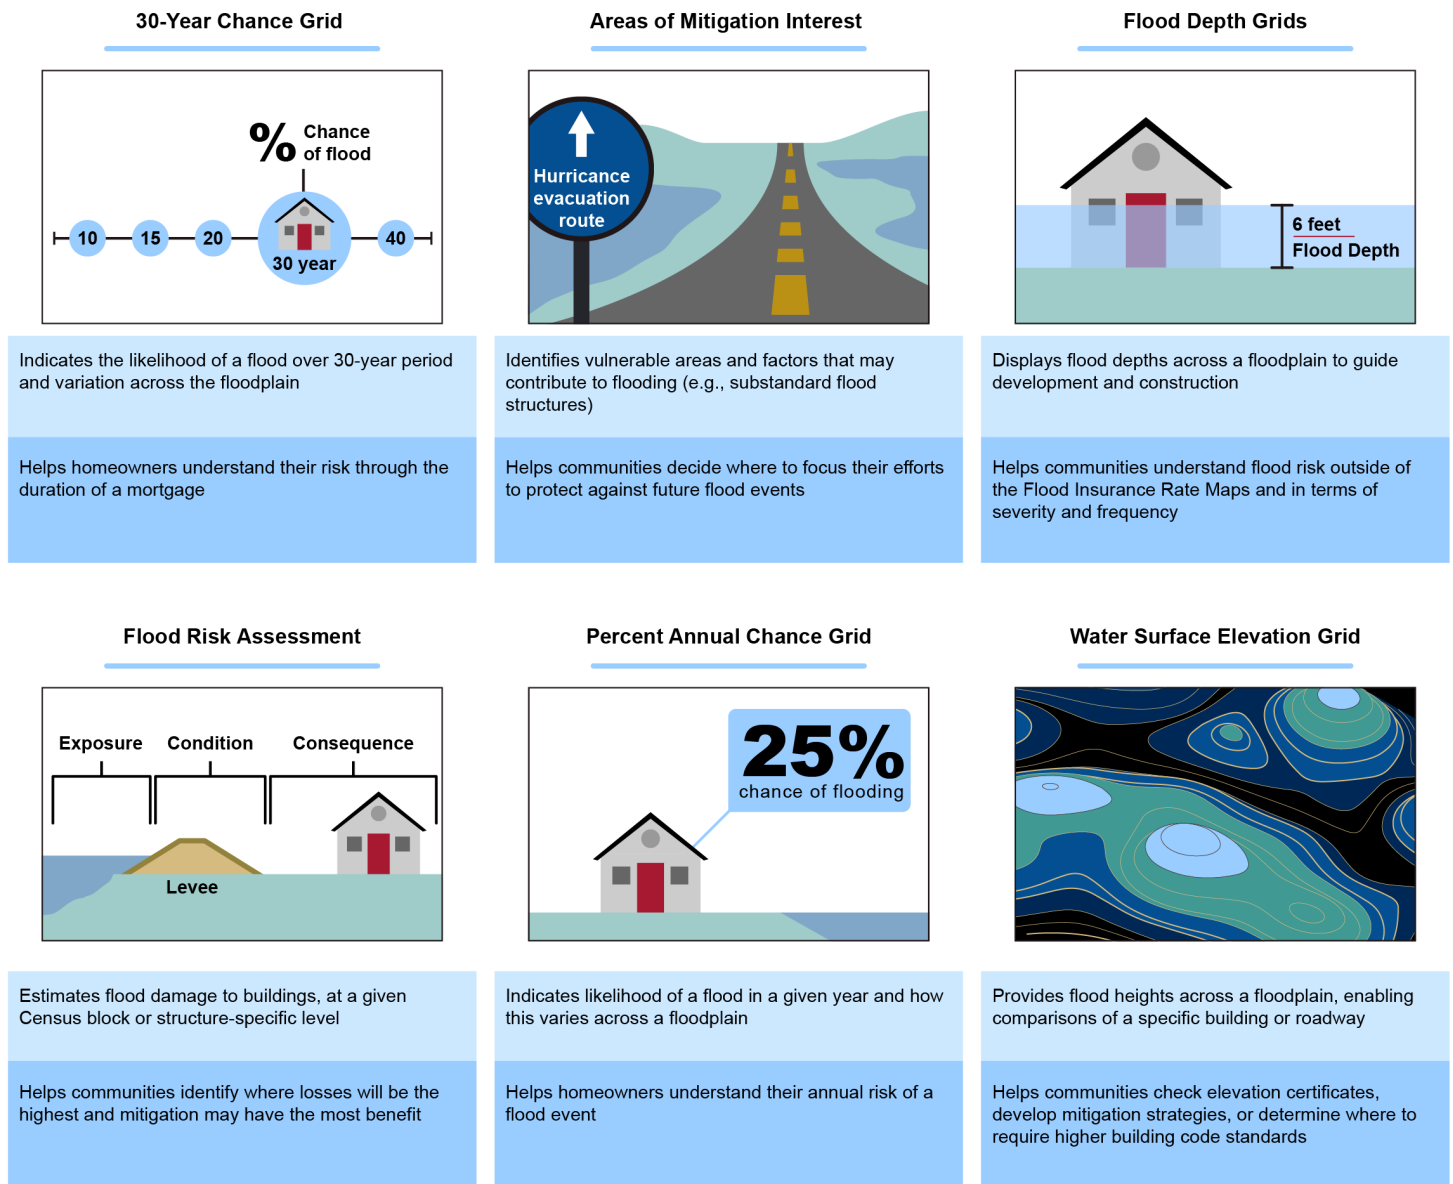 30-Year Chance Grid
Areas of Mitigation Interest
Flood Depth Grids
%
Chance
of flood
10
15
20
30 year
40
Hurricance
evacuation
route
6 feet
Flood Depth
Indicates the likelihood of a flood over 30-year period
and variation across the floodplain
Identifies vulnerable areas and factors that may
contribute to flooding (e.g., substandard flood
structures)
Displays flood depths across a floodplain to guide
development and construction
Helps homeowners understand their risk through the
duration of a mortgage
Helps communities decide where to focus their efforts
to protect against future flood events
Helps communities understand flood risk outside of
the Flood Insurance Rate Maps and in terms of
severity and frequency
Flood Risk Assessment
Percent Annual Chance Grid
Water Surface Elevation Grid
Exposure
Condition
Consequence
Levee
25%
chance of flooding
Estimates flood damage to buildings, at a given
Census block or structure-specific level
Indicates likelihood of a flood in a given year and how
this varies across a floodplain
Provides flood heights across a floodplain, enabling
comparisons of a specific building or roadway
Helps communities identify where losses will be the
highest and mitigation may have the most benefit
Helps homeowners understand their annual risk of a
flood event
Helps communities check elevation certificates,
develop mitigation strategies, or determine where to
require higher building code standards